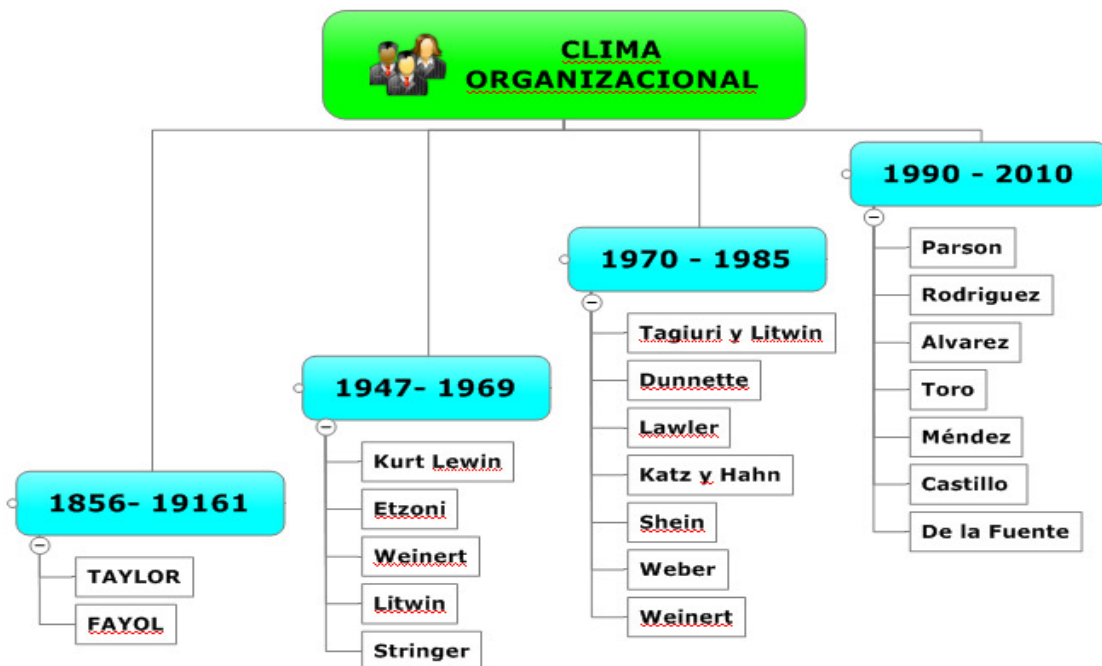 CLIMA
ORGANIZACIONAL
1856- 19161
TAYLOR
FAYOL
1947- 1969
Kurt Lewin
Etzoni
Weinert
Litwin
Stringer
1970 - 1985
Tagiuri y Litwin
Dunnette
Lawler
Katz y Hahn
Shein
Weber
Weinert
1990 - 2010
Parson
Rodriguez
Alvarez
Toro
Méndez
Castillo
De la Fuente